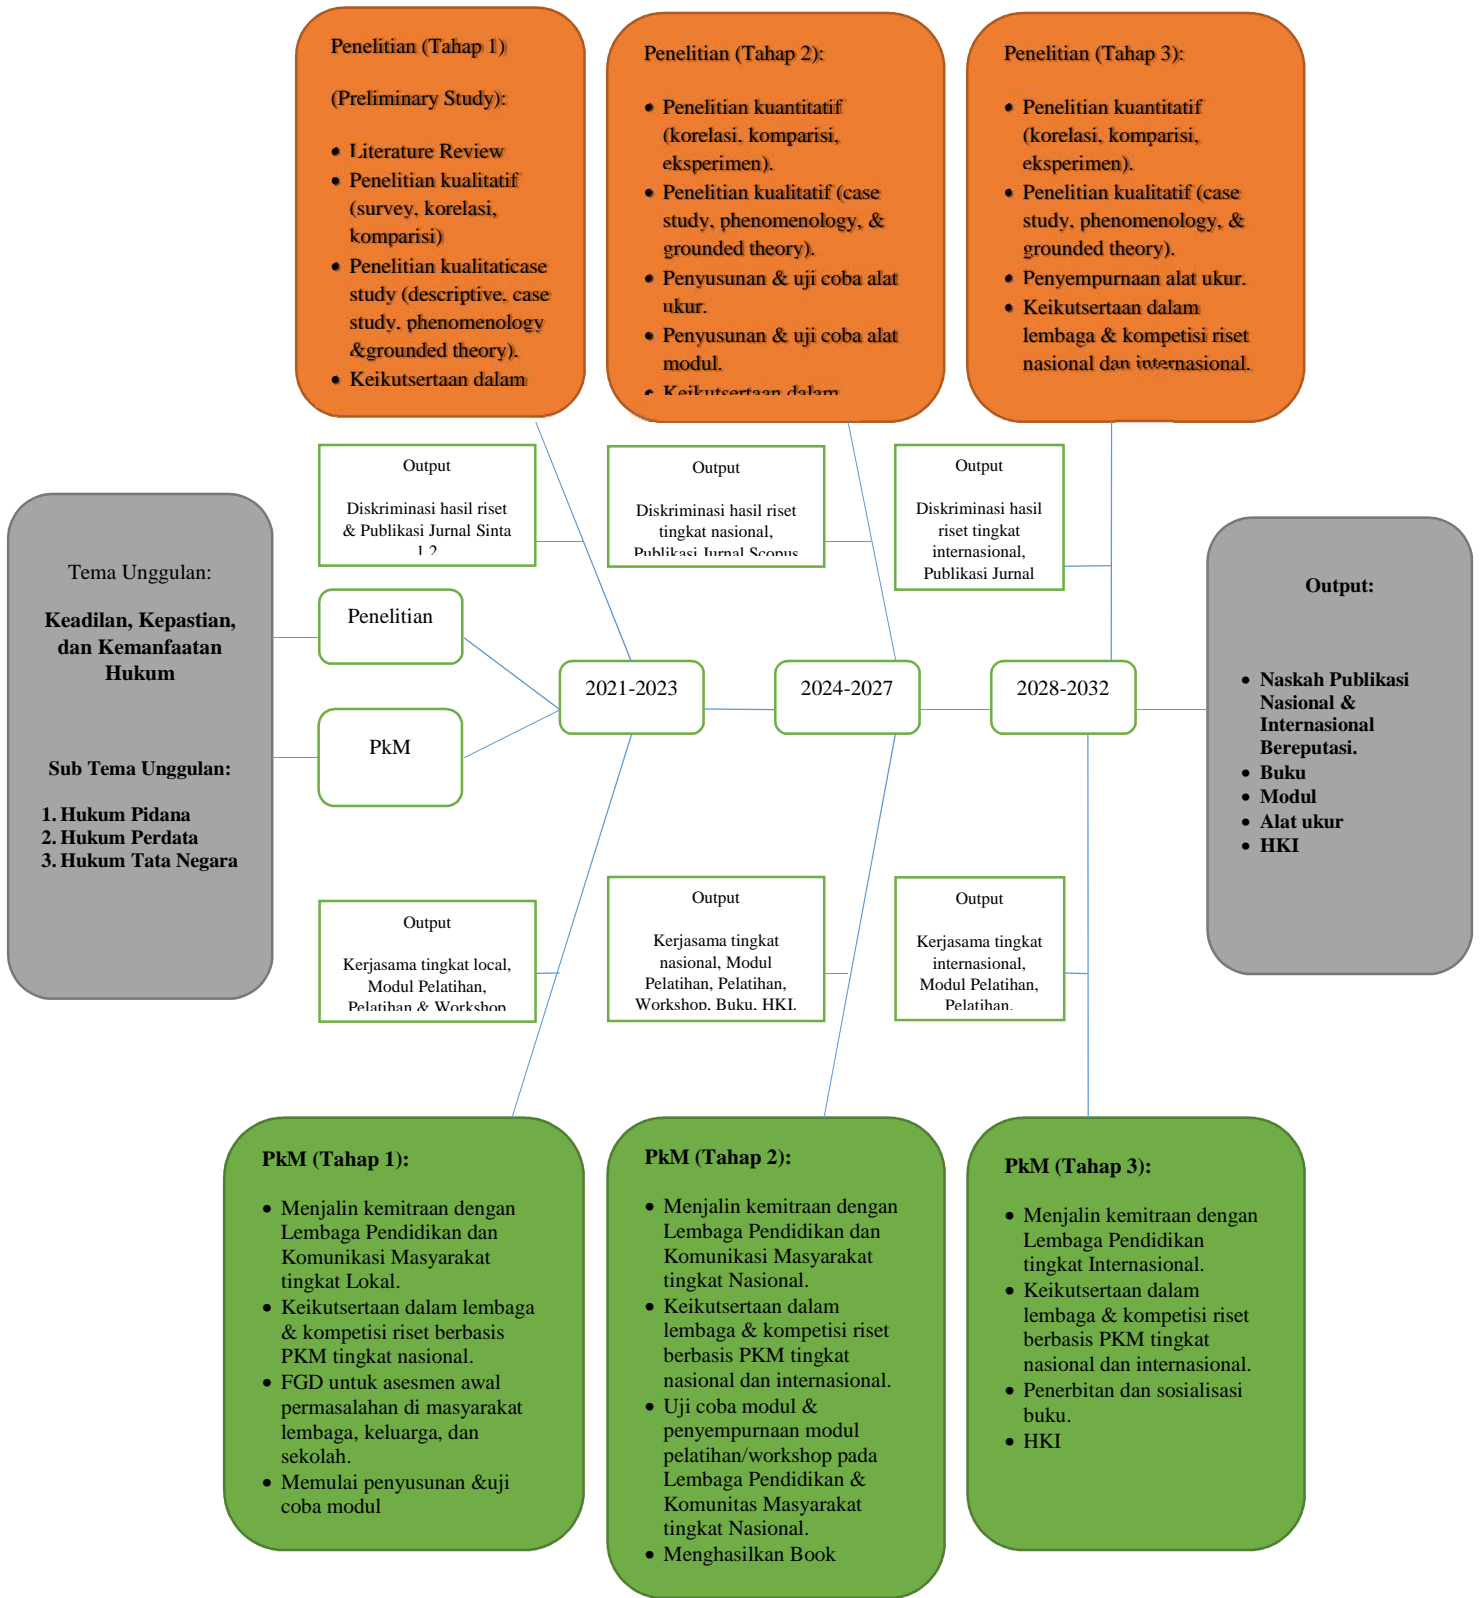 Penelitian (Tahap 1)
(Preliminary Study):
• Literature Review
• Penelitian kualitatif
(survey, korelasi,
komparisi)
• Penelitian kualitaticase
study (descriptive, case
study, phenomenology
&grounded theory).
• Keikutsertaan dalam
Penelitian (Tahap 2):
• Penelitian kuantitatif
(korelasi, komparisi,
eksperimen).
• Penelitian kualitatif (case
study, phenomenology, &
grounded theory).
• Penyusunan & uji coba alat
ukur.
• Penyusunan & uji coba alat
modul.
• Keikutsertaan dalam
Penelitian (Tahap 3):
• Penelitian kuantitatif
(korelasi, komparisi,
eksperimen).
• Penelitian kualitatif (case
study, phenomenology, &
grounded theory).
• Penyempurnaan alat ukur.
• Keikutsertaan dalam
lembaga & kompetisi riset
nasional dan internasional.
Output
Diskriminasi hasil riset
& Publikasi Jurnal Sinta
1,2
Output
Diskriminasi hasil riset
tingkat nasional,
Publikasi Jurnal Scopus
Output
Diskriminasi hasil
riset tingkat
internasional,
Publikasi Jurnal
Tema Unggulan:
Keadilan, Kepastian,
dan Kemanfaatan
Hukum
Sub Tema Unggulan:
1. Hukum Pidana
2. Hukum Perdata
3. Hukum Tata Negara
Penelitian
PkM
2021-2023
2024-2027
2028-2032
Output:
• Naskah Publikasi
Nasional &
Internasional
Bereputasi.
• Buku
• Modul
• Alat ukur
• HKI
Output
Kerjasama tingkat local,
Modul Pelatihan,
Pelatihan & Workshop
Output
Kerjasama tingkat
nasional, Modul
Pelatihan, Pelatihan,
Workshop, Buku, HKI.
Output
Kerjasama tingkat
internasional,
Modul Pelatihan,
Pelatihan,
PkM (Tahap 1):
• Menjalin kemitraan dengan
Lembaga Pendidikan dan
Komunikasi Masyarakat
tingkat Lokal.
• Keikutsertaan dalam lembaga
& kompetisi riset berbasis
PKM tingkat nasional.
• FGD untuk asesmen awal
permasalahan di masyarakat
lembaga, keluarga, dan
sekolah.
• Memulai penyusunan &uji
coba modul
PkM (Tahap 2):
• Menjalin kemitraan dengan
Lembaga Pendidikan dan
Komunikasi Masyarakat
tingkat Nasional.
• Keikutsertaan dalam
lembaga & kompetisi riset
berbasis PKM tingkat
nasional dan internasional.
• Uji coba modul &
penyempurnaan modul
pelatihan/workshop pada
Lembaga Pendidikan &
Komunitas Masyarakat
tingkat Nasional.
• Menghasilkan Book
PkM (Tahap 3):
• Menjalin kemitraan dengan
Lembaga Pendidikan
tingkat Internasional.
• Keikutsertaan dalam
lembaga & kompetisi riset
berbasis PKM tingkat
nasional dan internasional.
• Penerbitan dan sosialisasi
buku.
• HKI